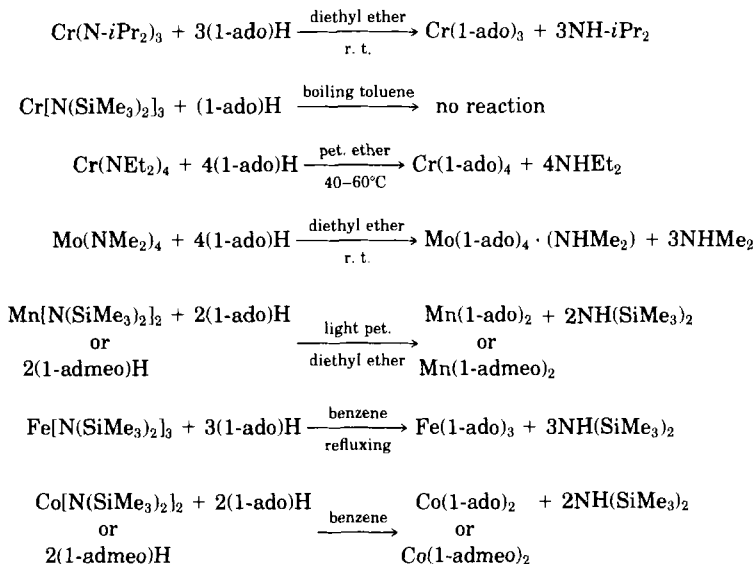 diethyl ether
Cr(N-iPr₂)₃ + 3(1-ado)H ⟶ Cr(1-ado)₃ + 3NH-iPr₂
r. t.
boiling toluene
Cr[N(SiMe₃)₂]₃ + (1-ado)H ⟶ no reaction
pet. ether
Cr(NEt₂)₄ + 4(1-ado)H ⟶ Cr(1-ado)₄ + 4NHEt₂
40–60°C
diethyl ether
Mo(NMe₂)₄ + 4(1-ado)H ⟶ Mo(1-ado)₄ · (NHMe₂) + 3NHMe₂
r. t.
Mn[N(SiMe₃)₂]₂ + 2(1-ado)H Mn(1-ado)₂ + 2NH(SiMe₃)₂
light pet.
or ⟶ or
diethyl ether
2(1-admeo)H Mn(1-admeo)₂
benzene
Fe[N(SiMe₃)₂]₃ + 3(1-ado)H ⟶ Fe(1-ado)₃ + 3NH(SiMe₃)₂
refluxing
Co[N(SiMe₃)₂]₂ + 2(1-ado)H Co(1-ado)₂ + 2NH(SiMe₃)₂
benzene
or ⟶ or
2(1-admeo)H Co(1-admeo)₂